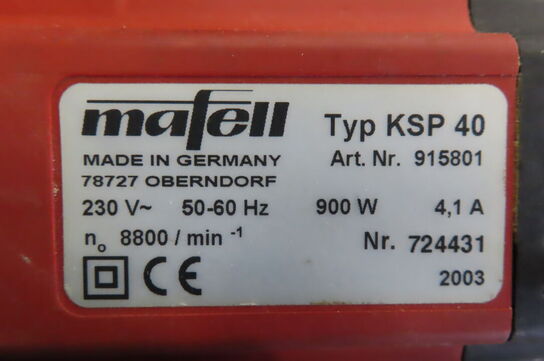 mafell
Typ KSP 40
MADE IN GERMANY
Art. Nr. 915801
78727 OBERNDORF
230 V~ 50-60 Hz 900 W 4,1 A
nₒ 8800 / min ⁻¹
Nr. 724431
CE
2003